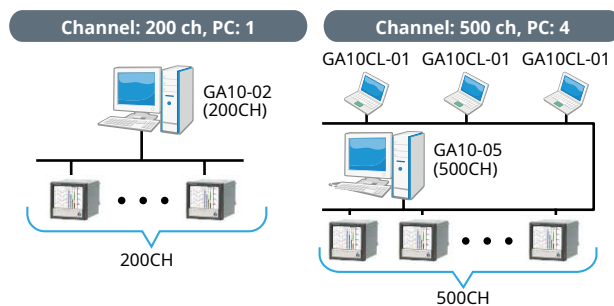 Channel: 200 ch, PC: 1
GA10-02
(200CH)
200CH
Channel: 500 ch, PC: 4
GA10CL-01 GA10CL-01 GA10CL-01
GA10-05
(500CH)
500CH